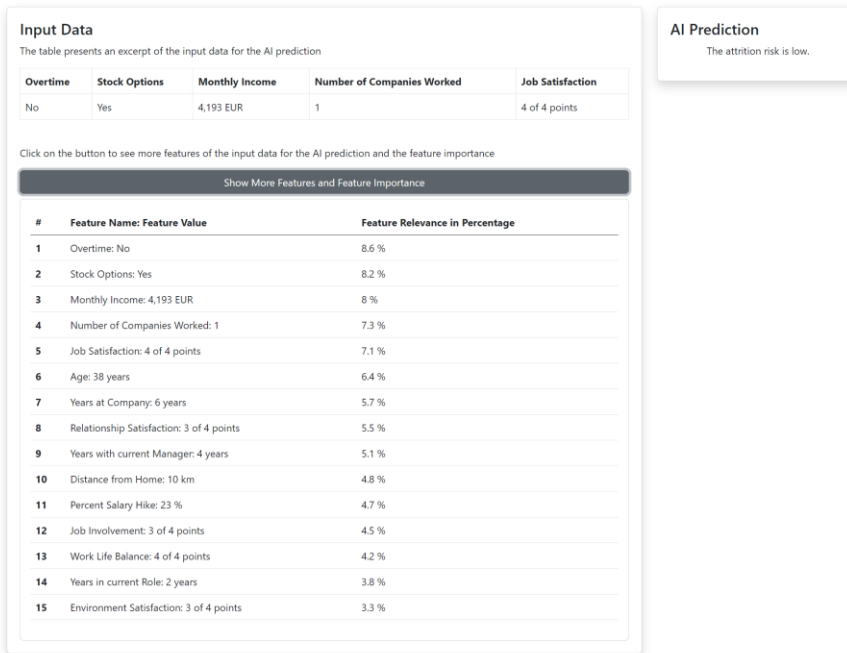 Input Data
The table presents an excerpt of the input data for the AI prediction
Overtime Stock Options Monthly Income Number of Companies Worked Job Satisfaction
No Yes 4,193 EUR 1 4 of 4 points
Click on the button to see more features of the input data for the AI prediction and the feature importance
Show More Features and Feature Importance
# Feature Name: Feature Value Feature Relevance in Percentage
1 Overtime: No 8.6 %
2 Stock Options: Yes 8.2 %
3 Monthly Income: 4,193 EUR 8 %
4 Number of Companies Worked: 1 7.3 %
5 Job Satisfaction: 4 of 4 points 7.1 %
6 Age: 38 years 6.4 %
7 Years at Company: 6 years 5.7 %
8 Relationship Satisfaction: 3 of 4 points 5.5 %
9 Years with current Manager: 4 years 5.1 %
10 Distance from Home: 10 km 4.8 %
11 Percent Salary Hike: 23 % 4.7 %
12 Job Involvement: 3 of 4 points 4.5 %
13 Work Life Balance: 4 of 4 points 4.2 %
14 Years in current Role: 2 years 3.8 %
15 Environment Satisfaction: 3 of 4 points 3.3 %
AI Prediction
The attrition risk is low.